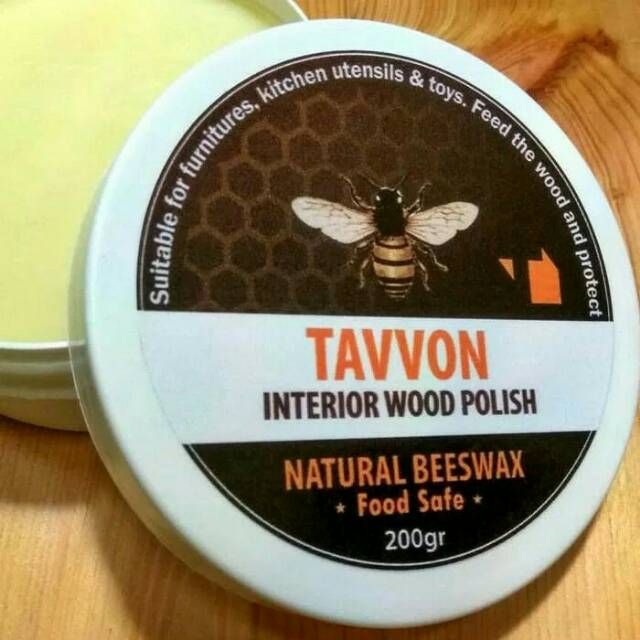 Suitable for furnitures, kitchen utensils & toys. Feed the wood and protect
TAVVON
INTERIOR WOOD POLISH
NATURAL BEESWAX
* Food Safe *
200gr